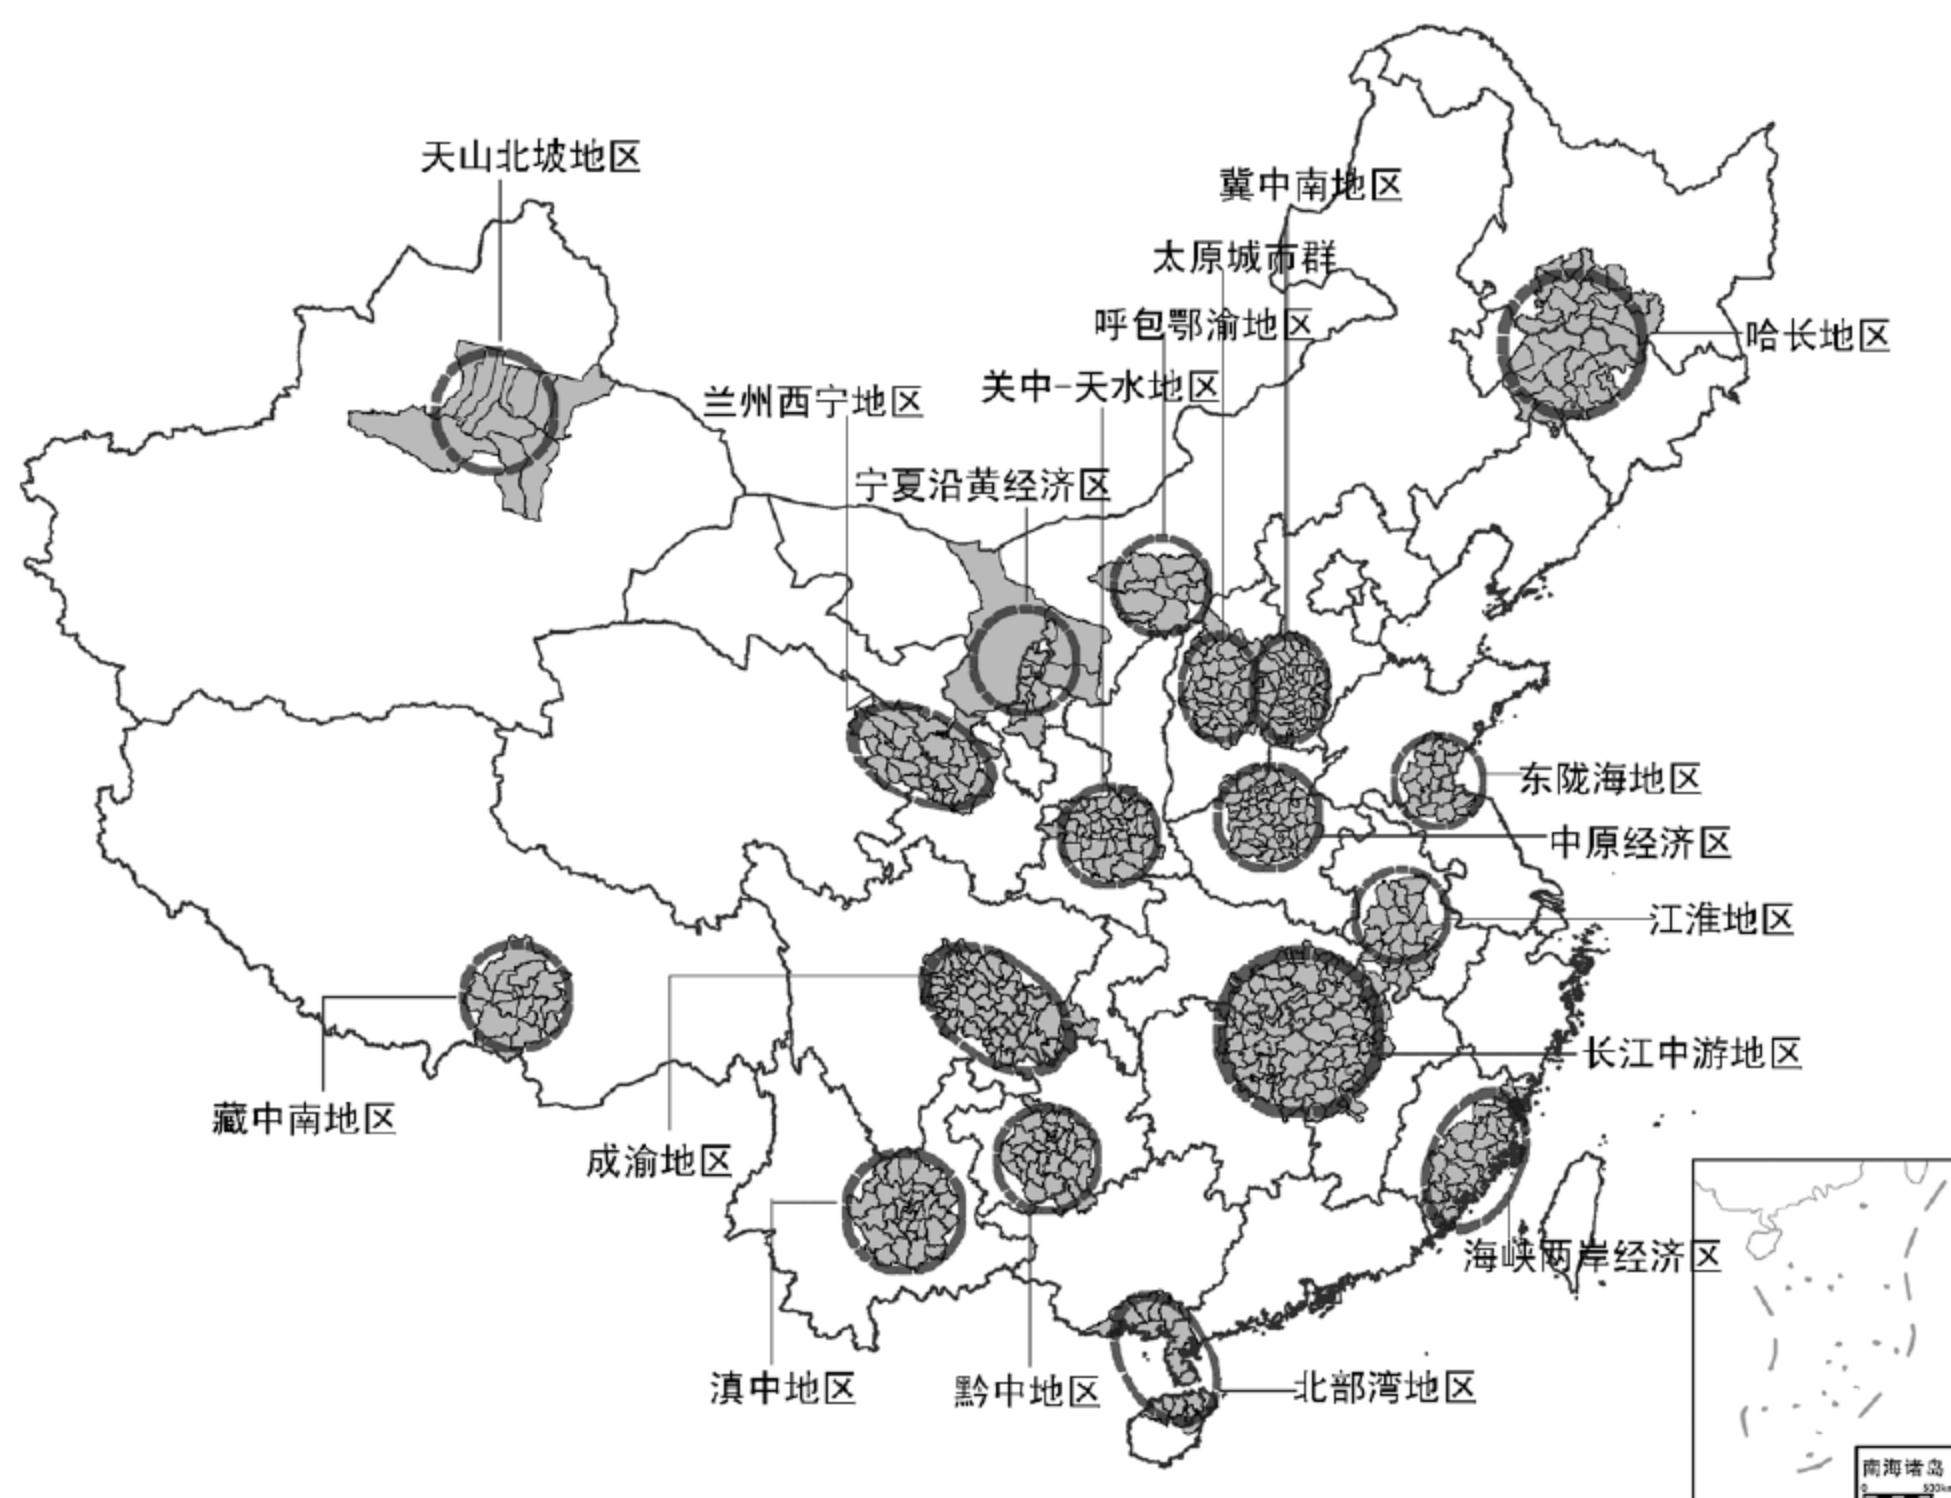 天山北坡地区
冀中南地区
太原城市群
呼包鄂渝地区
哈长地区
关中-天水地区
兰州西宁地区
宁夏沿黄经济区
东陇海地区
中原经济区
江淮地区
长江中游地区
藏中南地区
成渝地区
海峡两岸经济区
滇中地区
黔中地区
北部湾地区
南海诸岛
0 500km